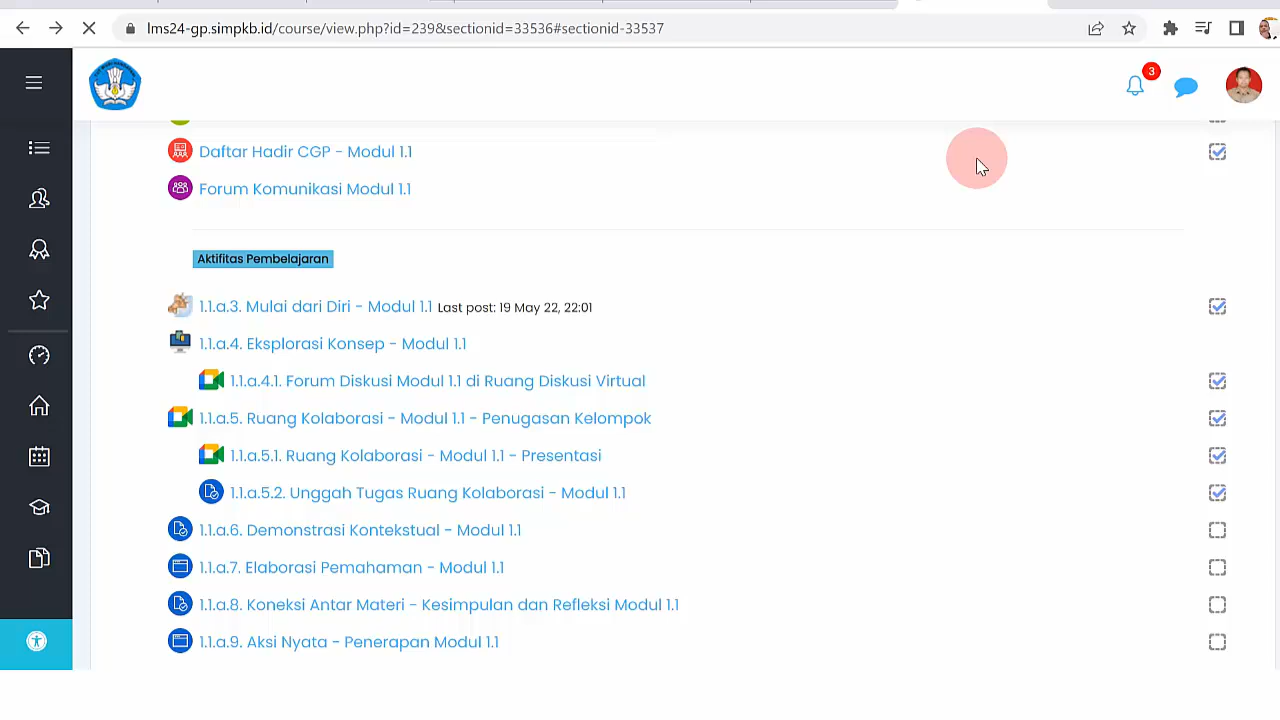 lms24-gp.simpkb.id/course/view.php?id=239&sectionid=33536#sectionid-33537
3
Daftar Hadir CGP - Modul 1.1
Forum Komunikasi Modul 1.1
Aktifitas Pembelajaran
1.1.a.3. Mulai dari Diri - Modul 1.1 Last post: 19 May 22, 22:01
1.1.a.4. Eksplorasi Konsep - Modul 1.1
1.1.a.4.1. Forum Diskusi Modul 1.1 di Ruang Diskusi Virtual
1.1.a.5. Ruang Kolaborasi - Modul 1.1 - Penugasan Kelompok
1.1.a.5.1. Ruang Kolaborasi - Modul 1.1 - Presentasi
1.1.a.5.2. Unggah Tugas Ruang Kolaborasi - Modul 1.1
1.1.a.6. Demonstrasi Kontekstual - Modul 1.1
1.1.a.7. Elaborasi Pemahaman - Modul 1.1
1.1.a.8. Koneksi Antar Materi - Kesimpulan dan Refleksi Modul 1.1
1.1.a.9. Aksi Nyata - Penerapan Modul 1.1